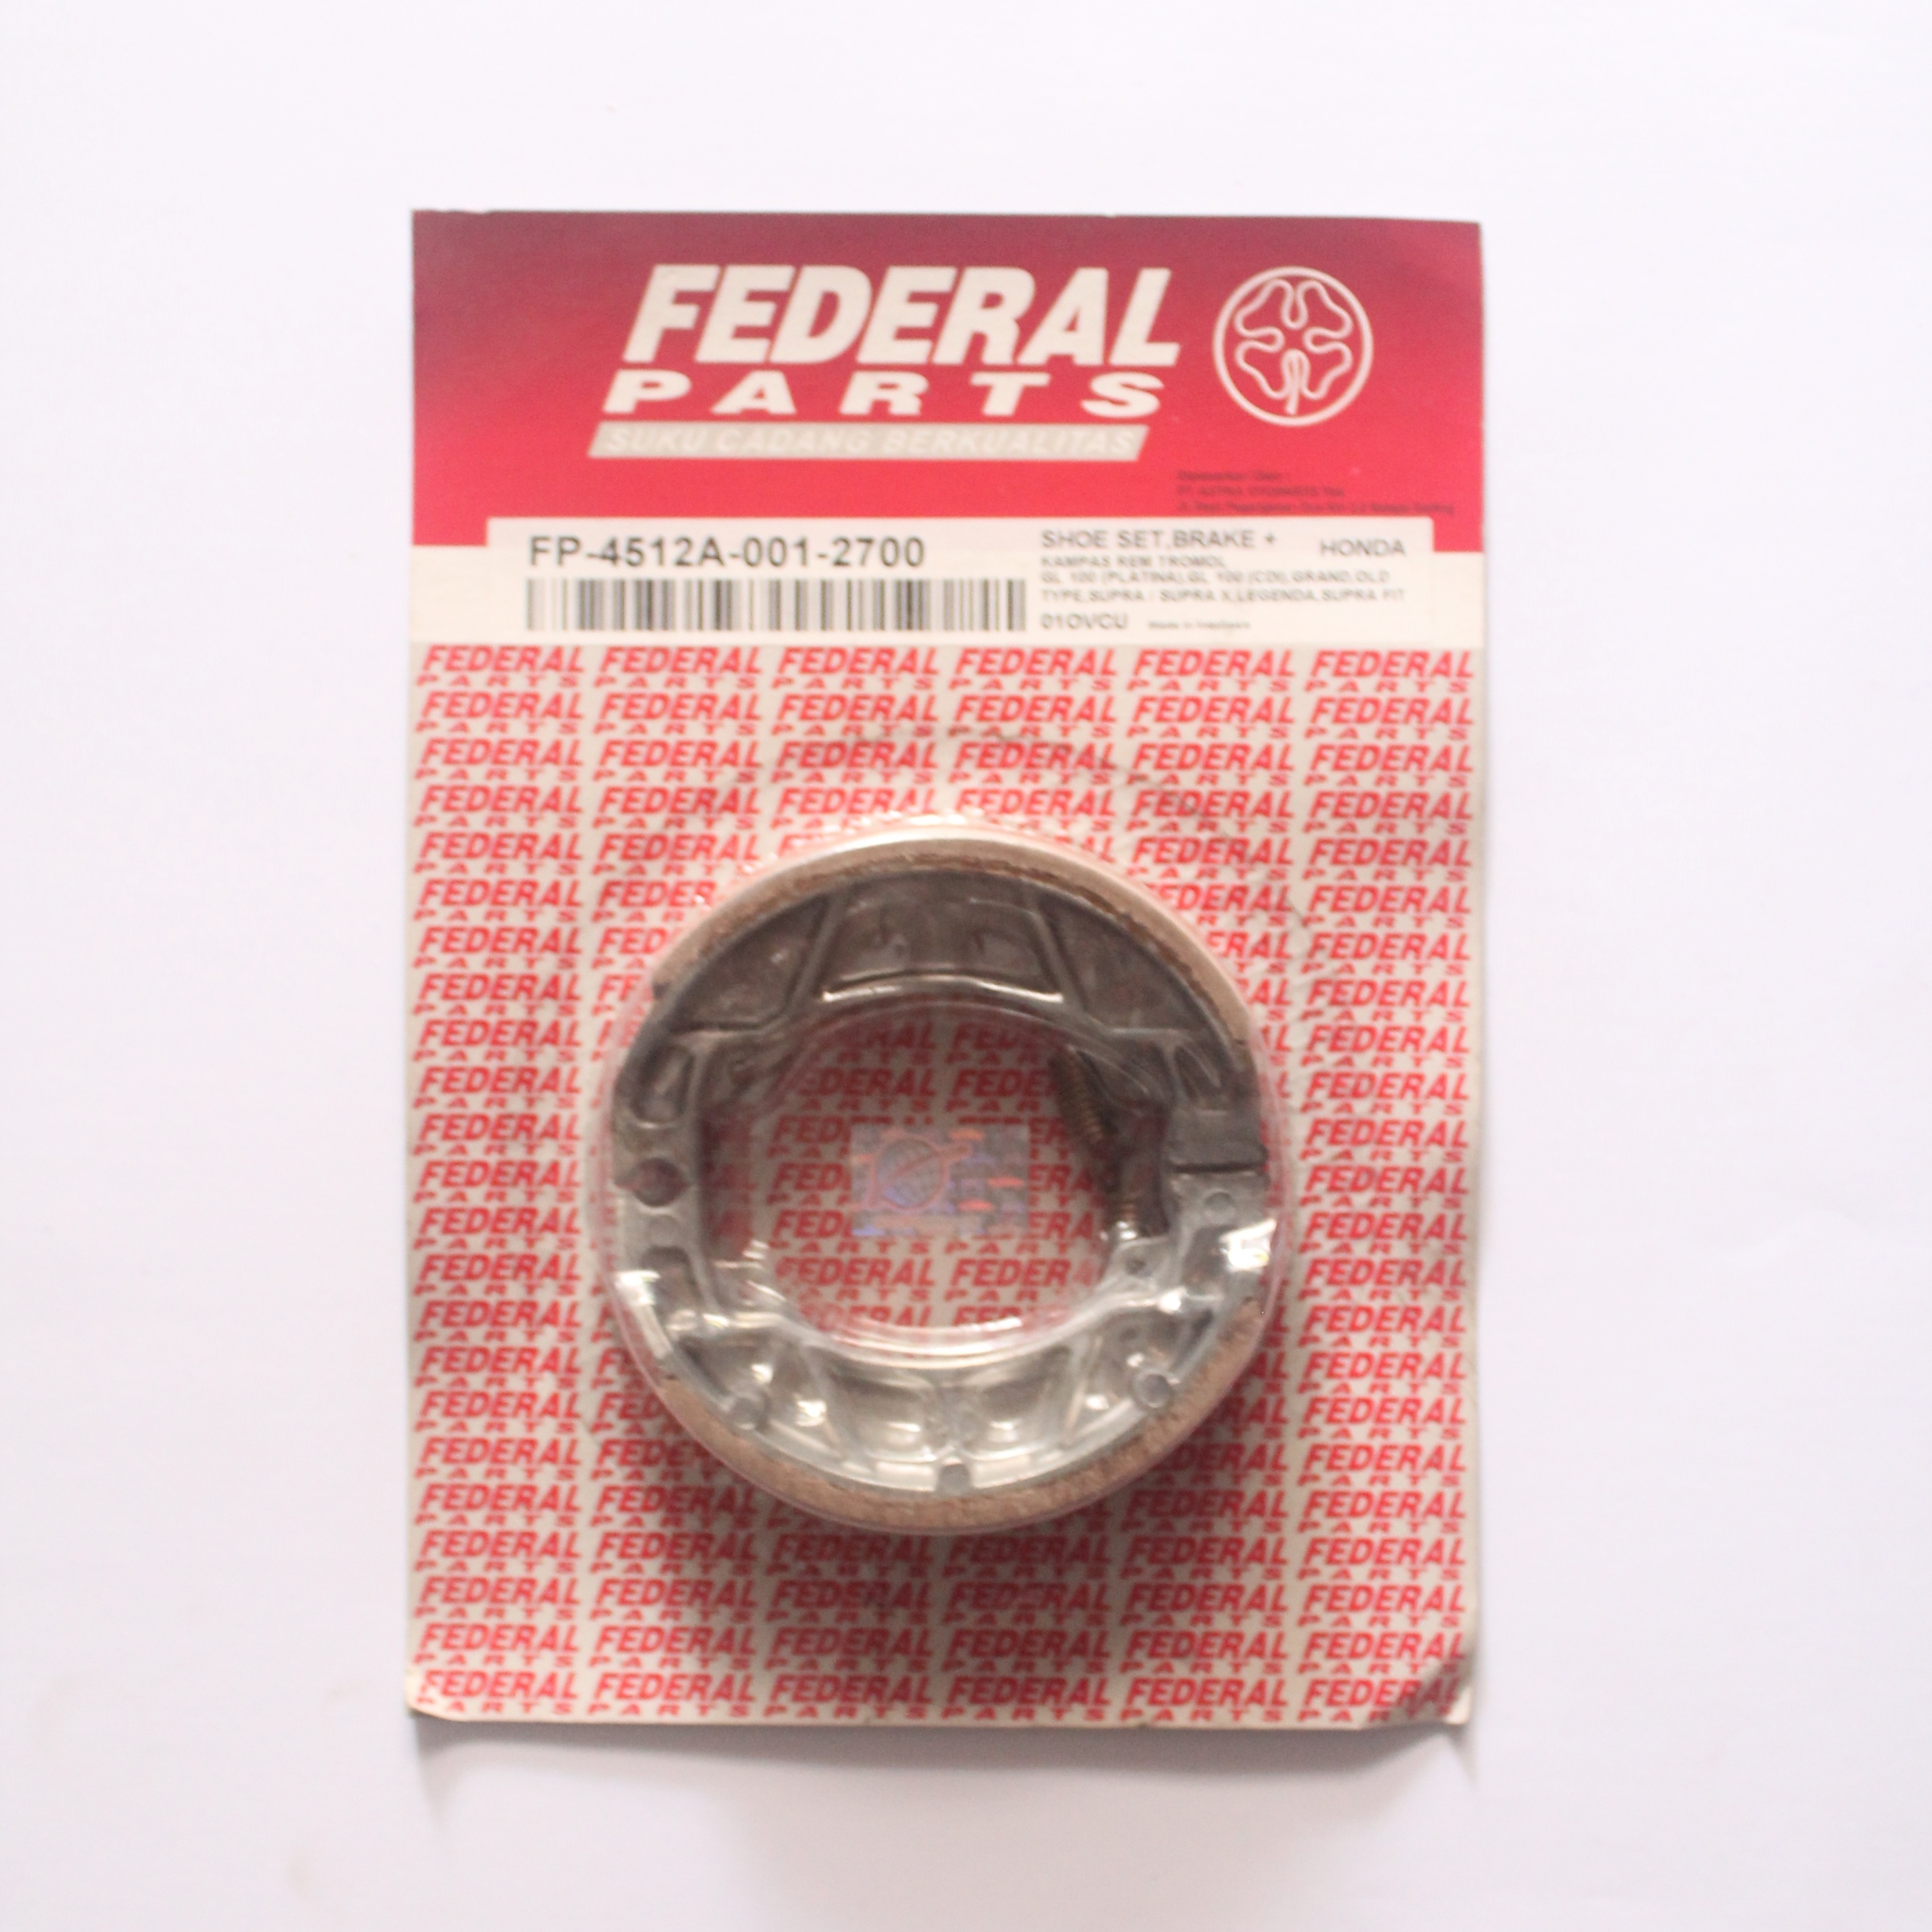 FEDERAL
PARTS
SUKU CADANG BERKUALITAS
Dipasarkan Oleh :
PT. ASTRA OTOPARTS Tbk
FP-4512A-001-2700
SHOE SET,BRAKE +
HONDA
KAMPAS REM TROMOL
GL 100 (PLATINA),GL 100 (CDI),GRAND,OLD
TYPE,SUPRA / SUPRA X,LEGENDA,SUPRA FIT
01OVCU
Made in Indonesia
FEDERAL FEDERAL FEDERAL FEDERAL FEDERAL FEDERAL
PARTS PARTS PARTS PARTS PARTS PARTS